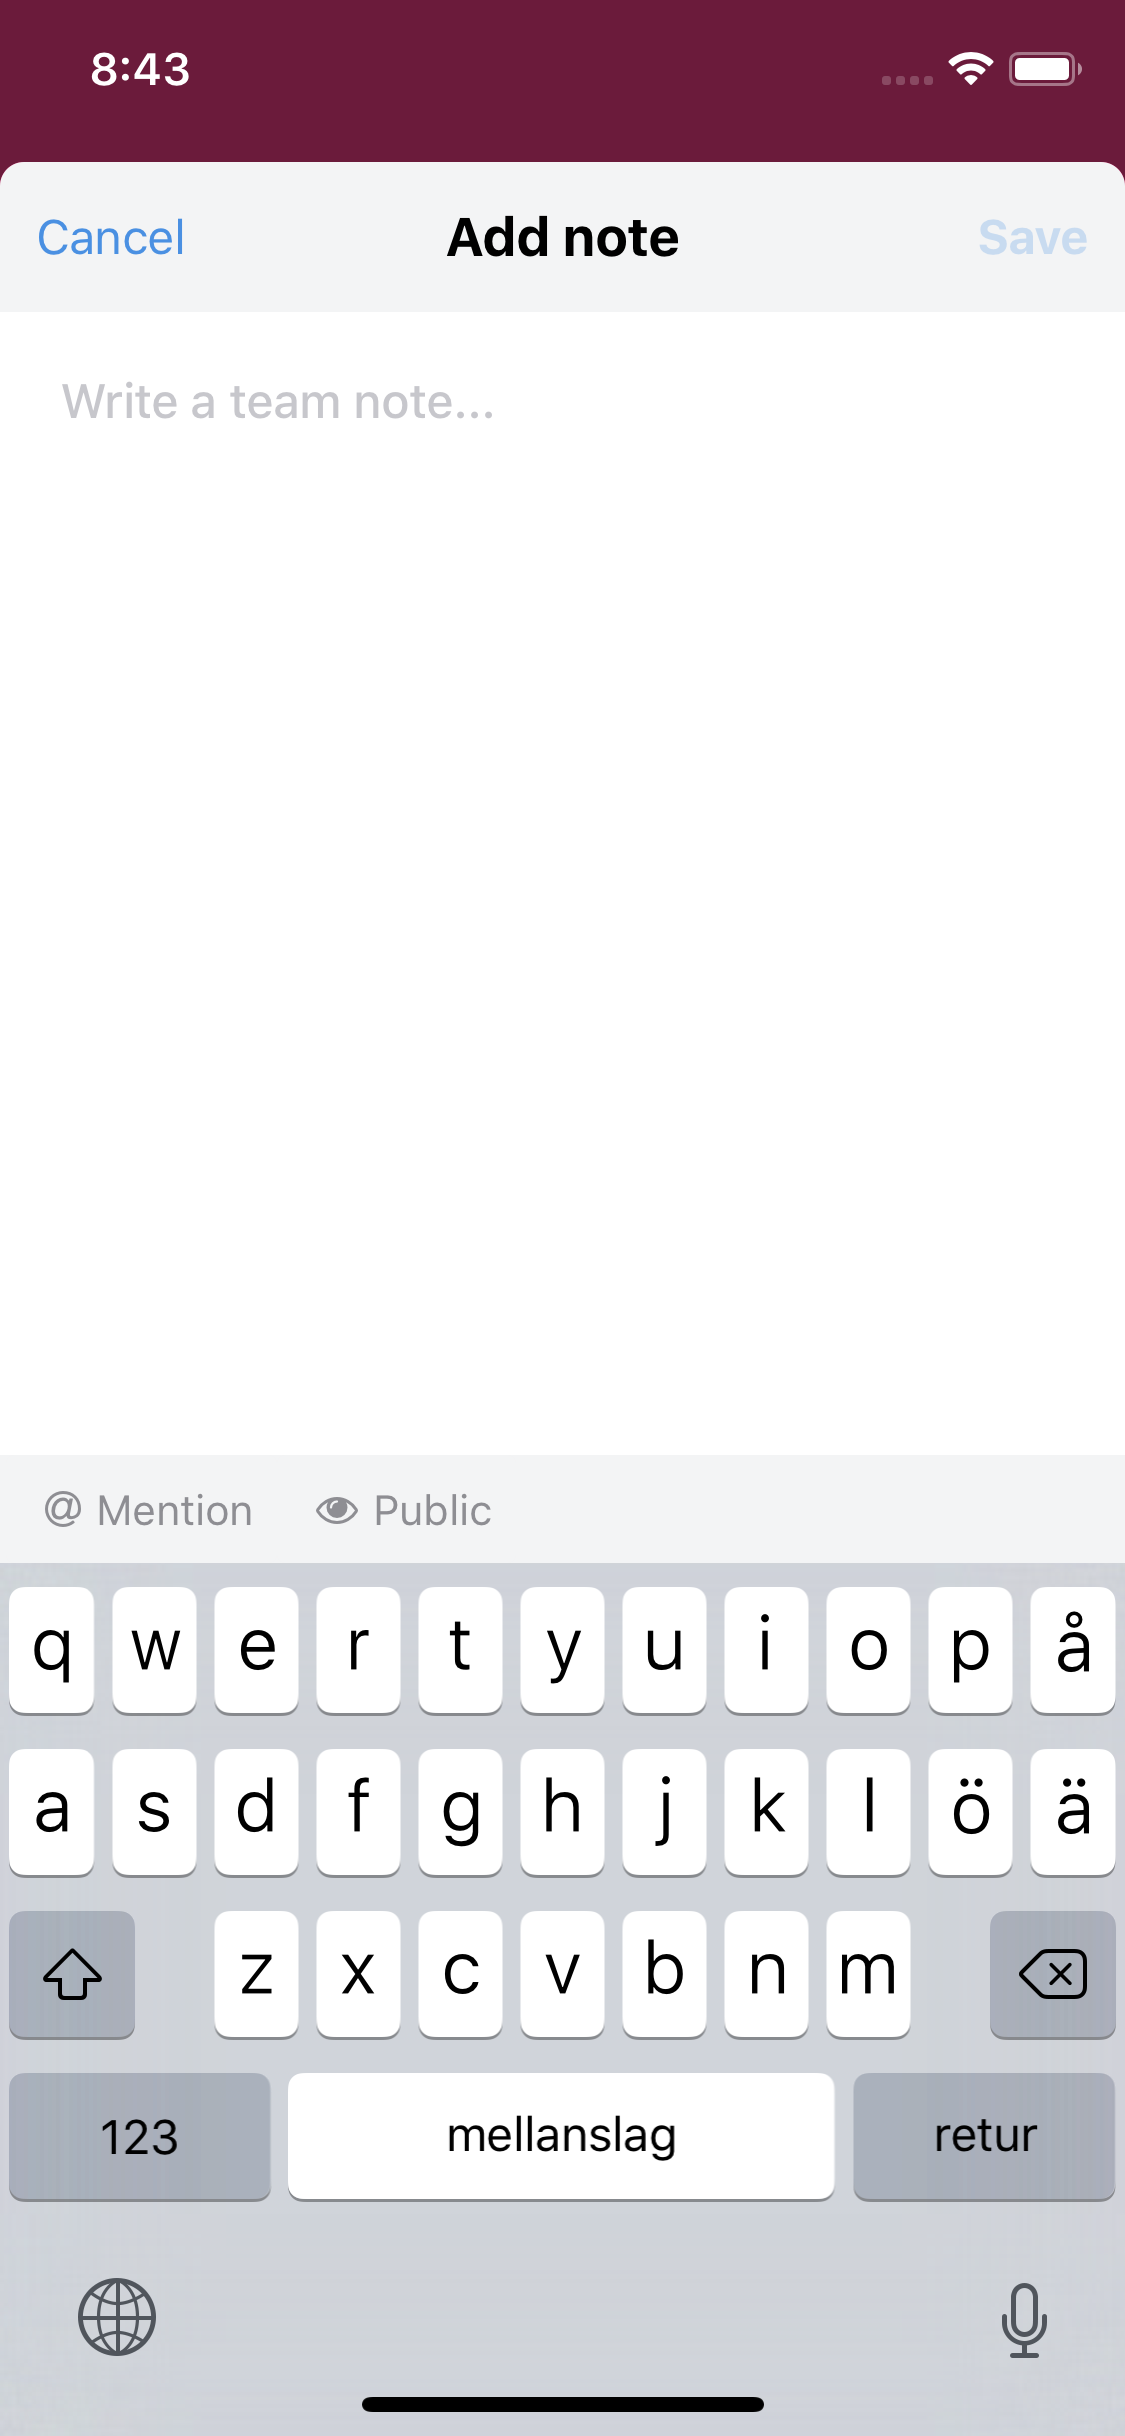 8:43
Cancel Add note Save
Write a team note...
@ Mention Public
q w e r t y u i o p å
a s d f g h j k l ö ä
z x c v b n m
123 mellanslag retur